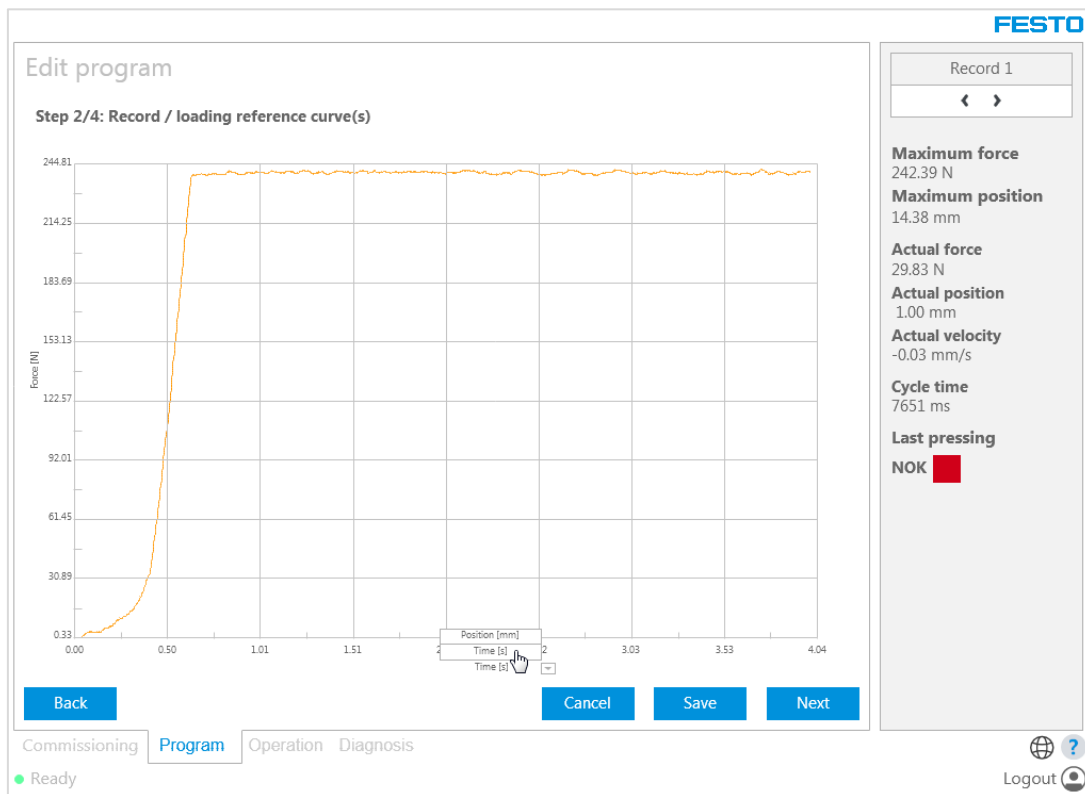 FESTO
Edit program
Step 2/4: Record / loading reference curve(s)
244.81
214.25
183.69
153.13
122.57
92.01
61.45
30.89
0.33
Force [N]
0.00 0.50 1.01 1.51 2 2 3.03 3.53 4.04
Position [mm]
Time [s]
Time [s]
Back Cancel Save Next
Record 1
Maximum force
242.39 N
Maximum position
14.38 mm
Actual force
29.83 N
Actual position
1.00 mm
Actual velocity
-0.03 mm/s
Cycle time
7651 ms
Last pressing
NOK
Commissioning Program Operation Diagnosis
?
Ready
Logout